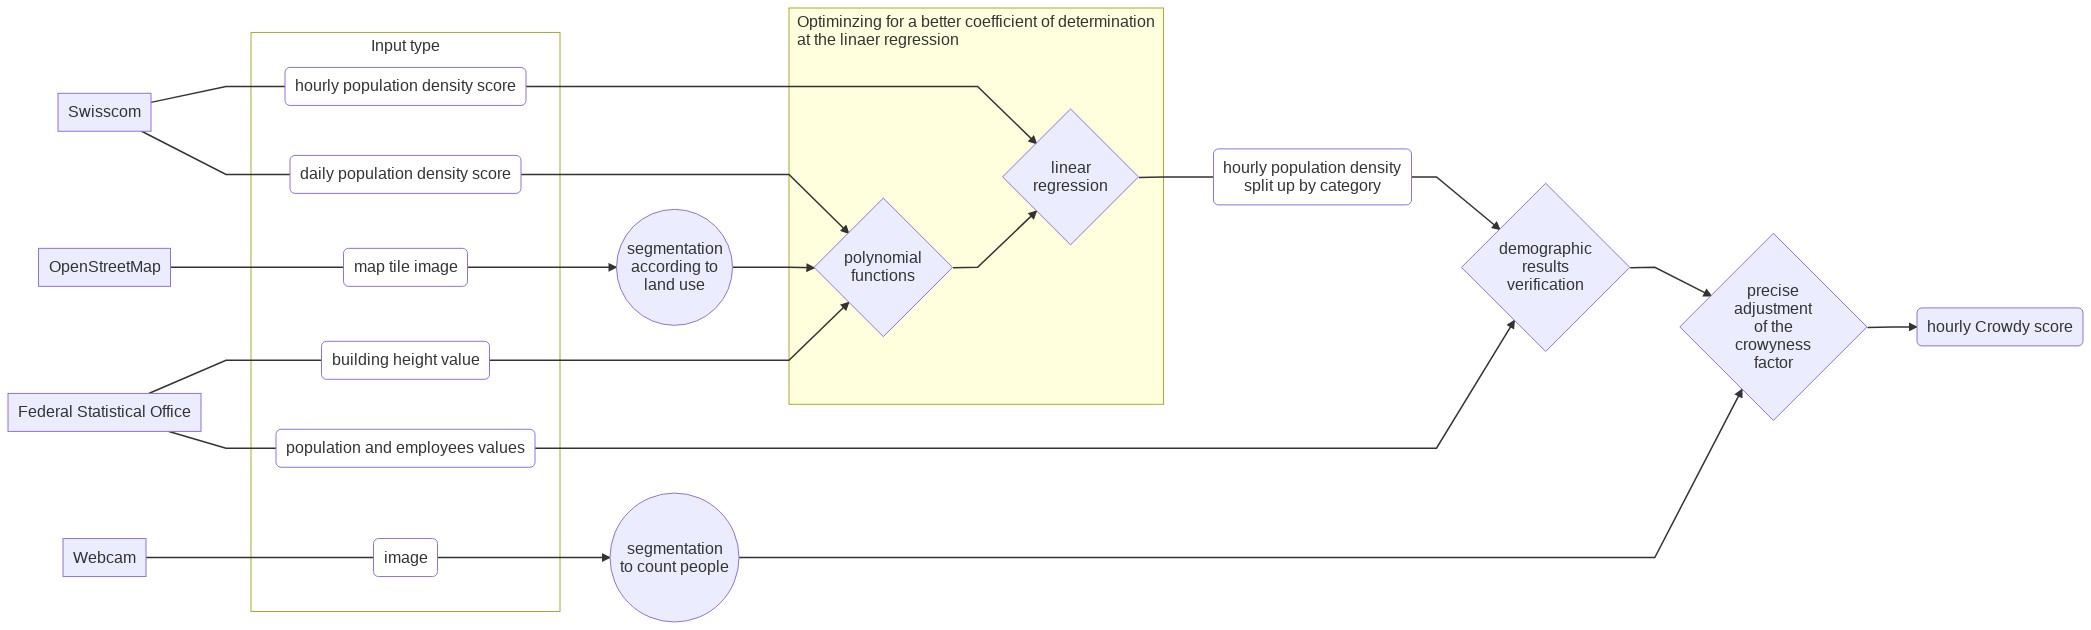 Optiminzing for a better coefficient of determination
at the linaer regression
Input type
hourly population density score
Swisscom
daily population density score
linear
regression
hourly population density
split up by category
OpenStreetMap
map tile image
segmentation
according to
land use
polynomial
functions
demographic
results
verification
precise
adjustment
of the
crowyness
factor
hourly Crowdy score
building height value
Federal Statistical Office
population and employees values
Webcam
image
segmentation
to count people